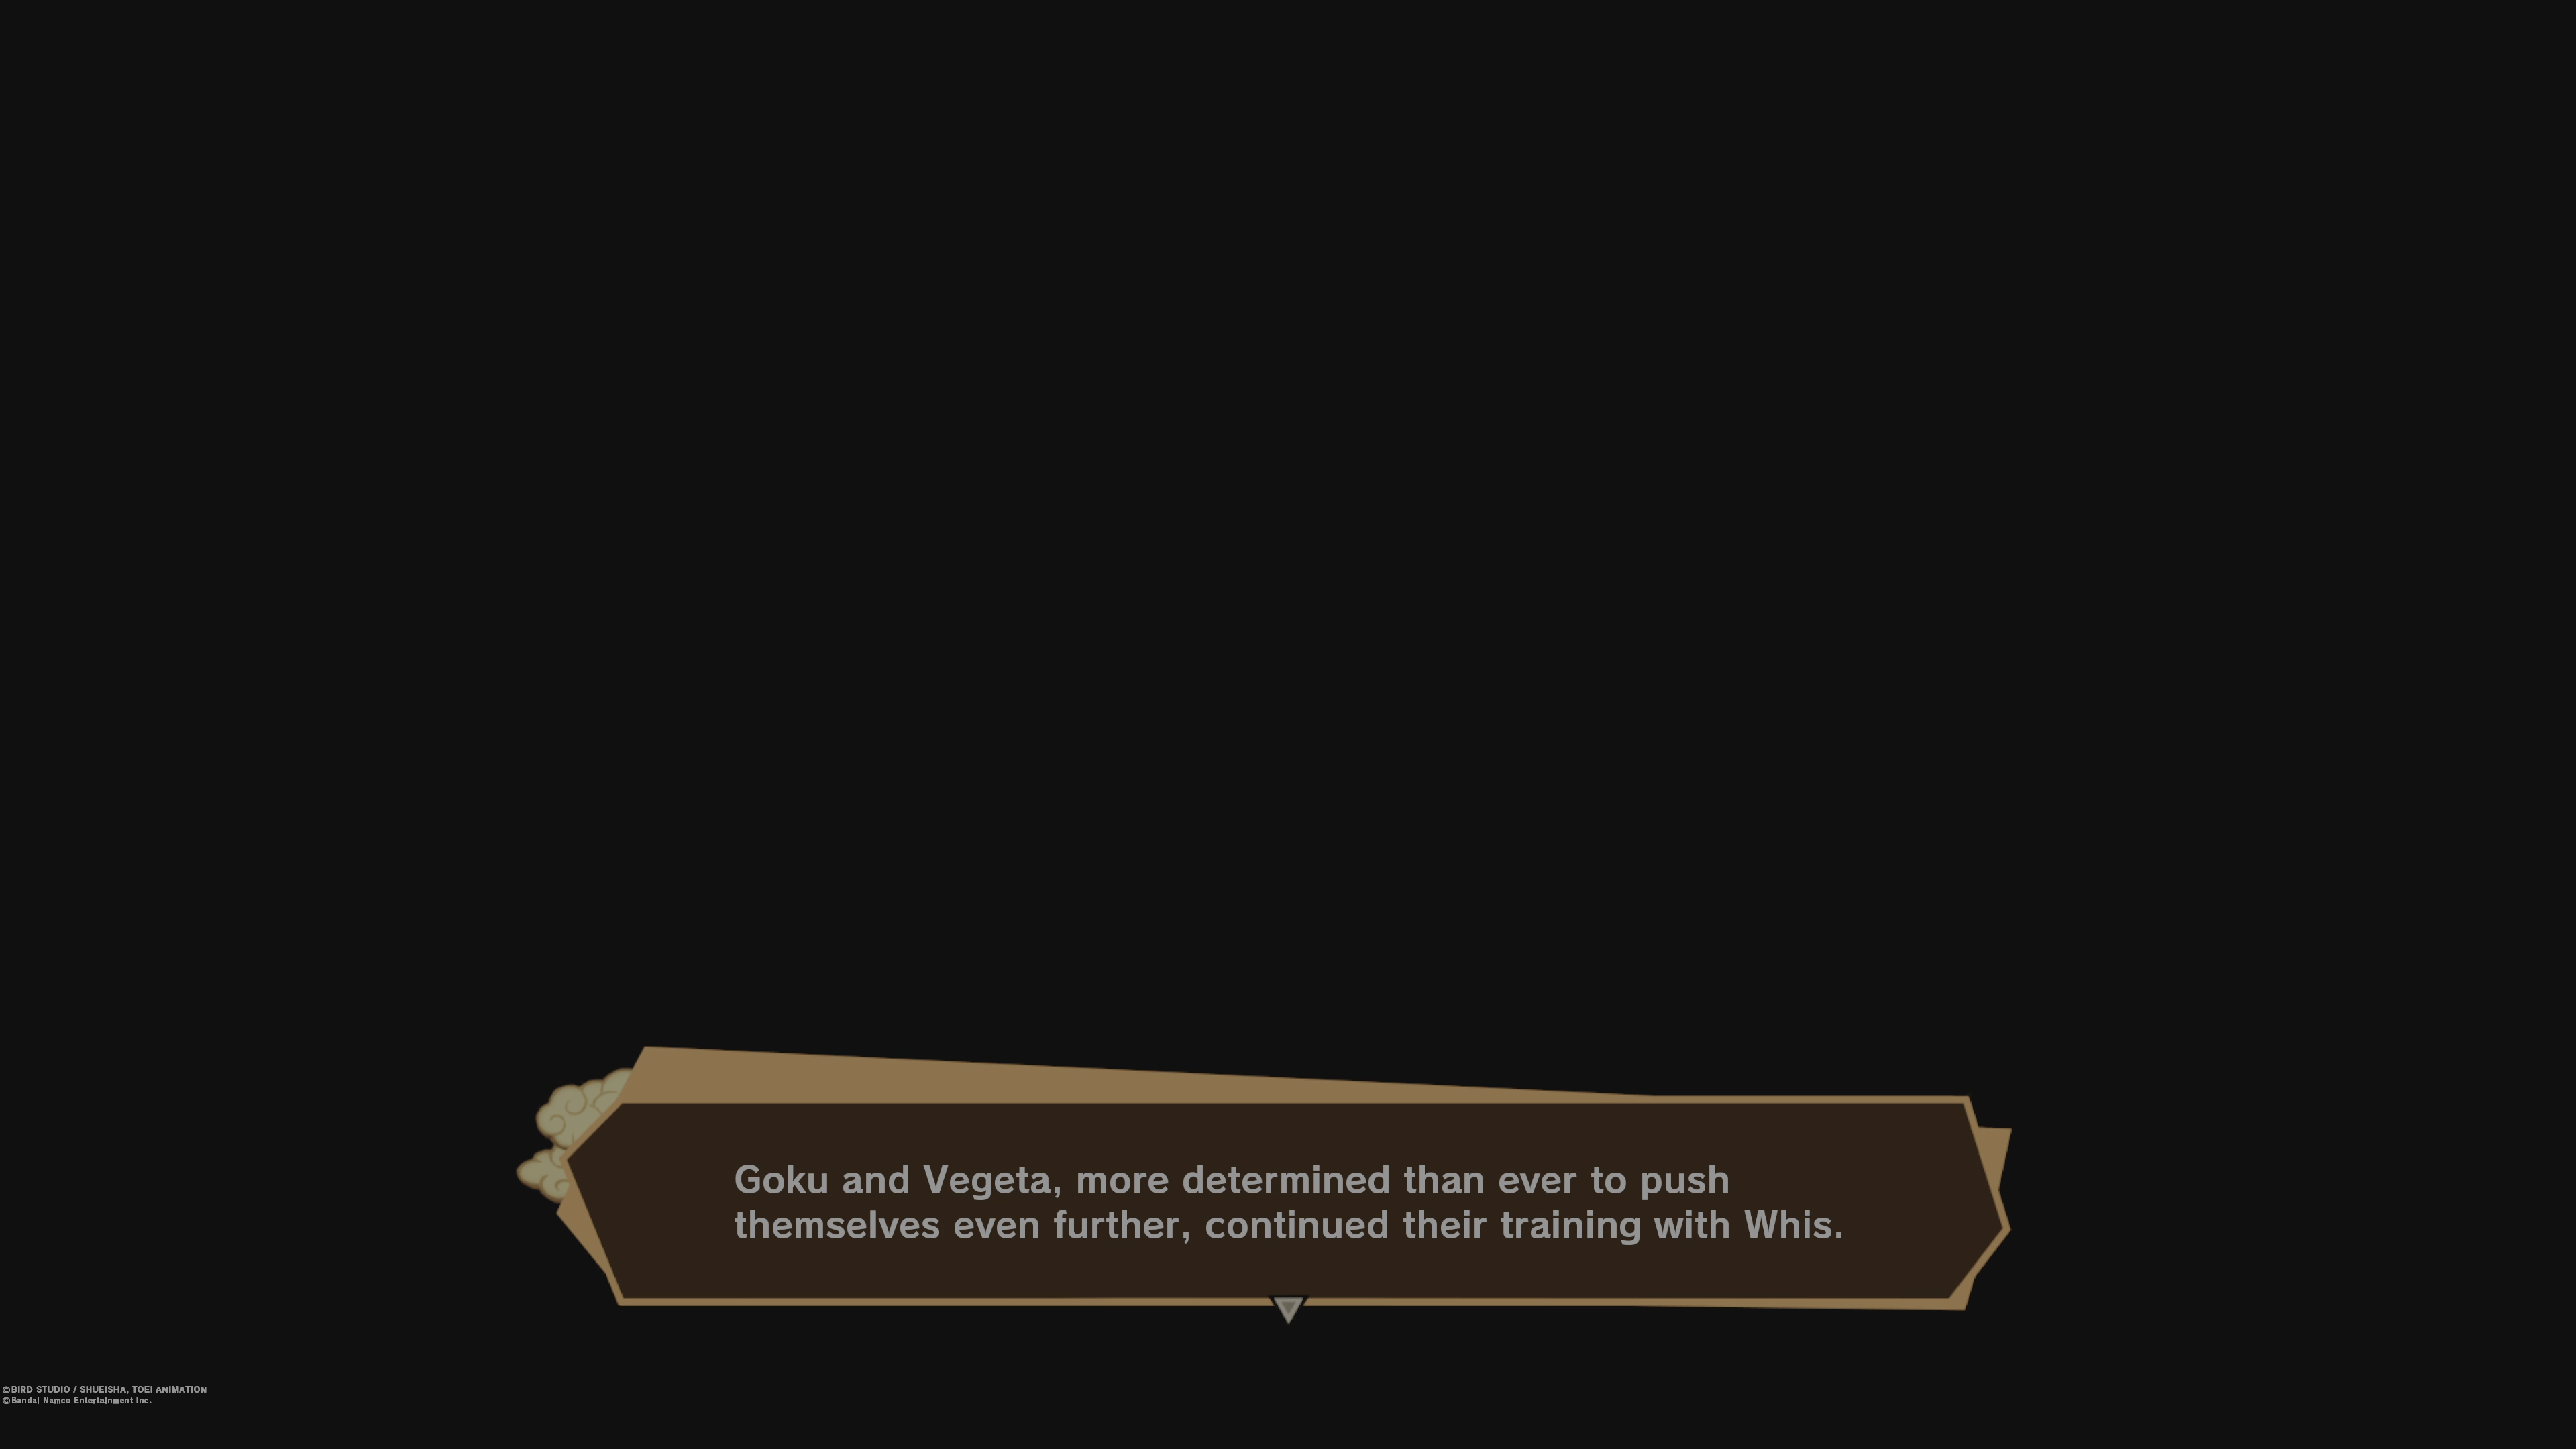 Goku and Vegeta, more determined than ever to push
themselves even further, continued their training with Whis.
©BIRD STUDIO / SHUEISHA, TOEI ANIMATION
©Bandai Namco Entertainment Inc.